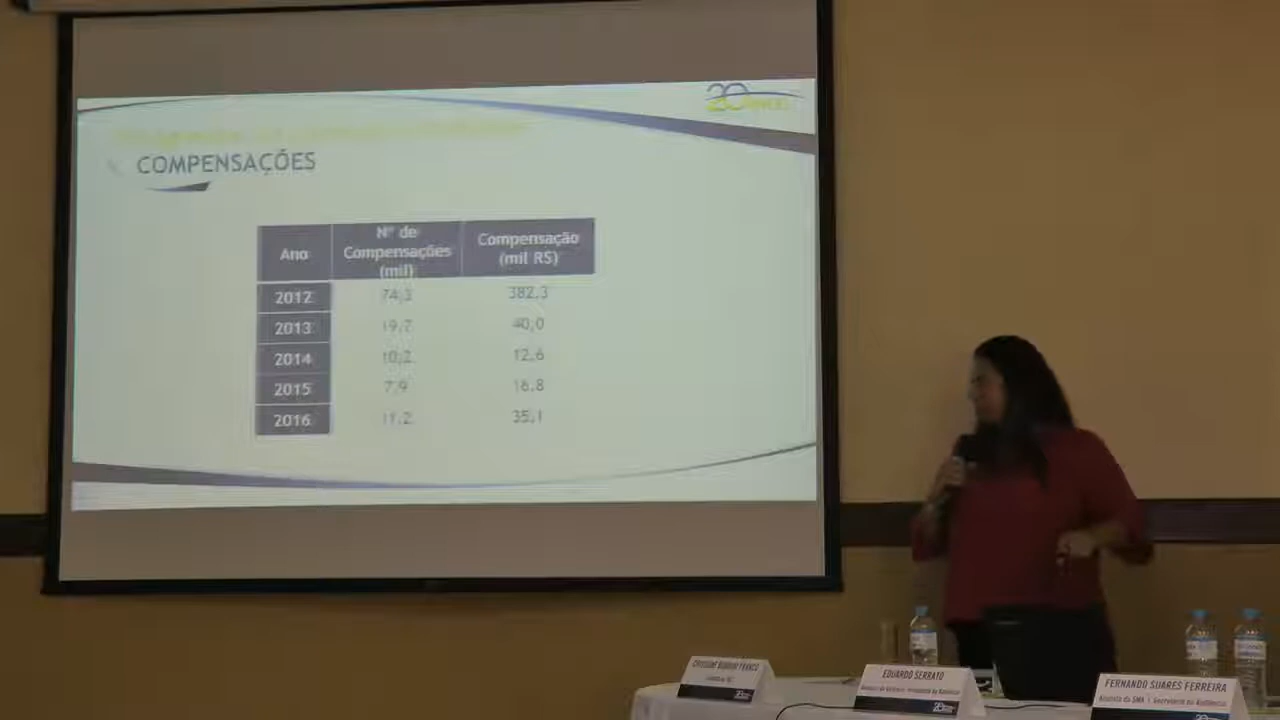 20 ANOS
COMPENSAÇÕES
Ano
Nº de
Compensações
(mil)
Compensação
(mil R$)
2012 74,3 382,3
2013 19,7 40,0
2014 10,2 12,6
2015 7,9 16,8
2016 11,2 35,1
EDUARDO SERRATO
FERNANDO SUARES FERREIRA